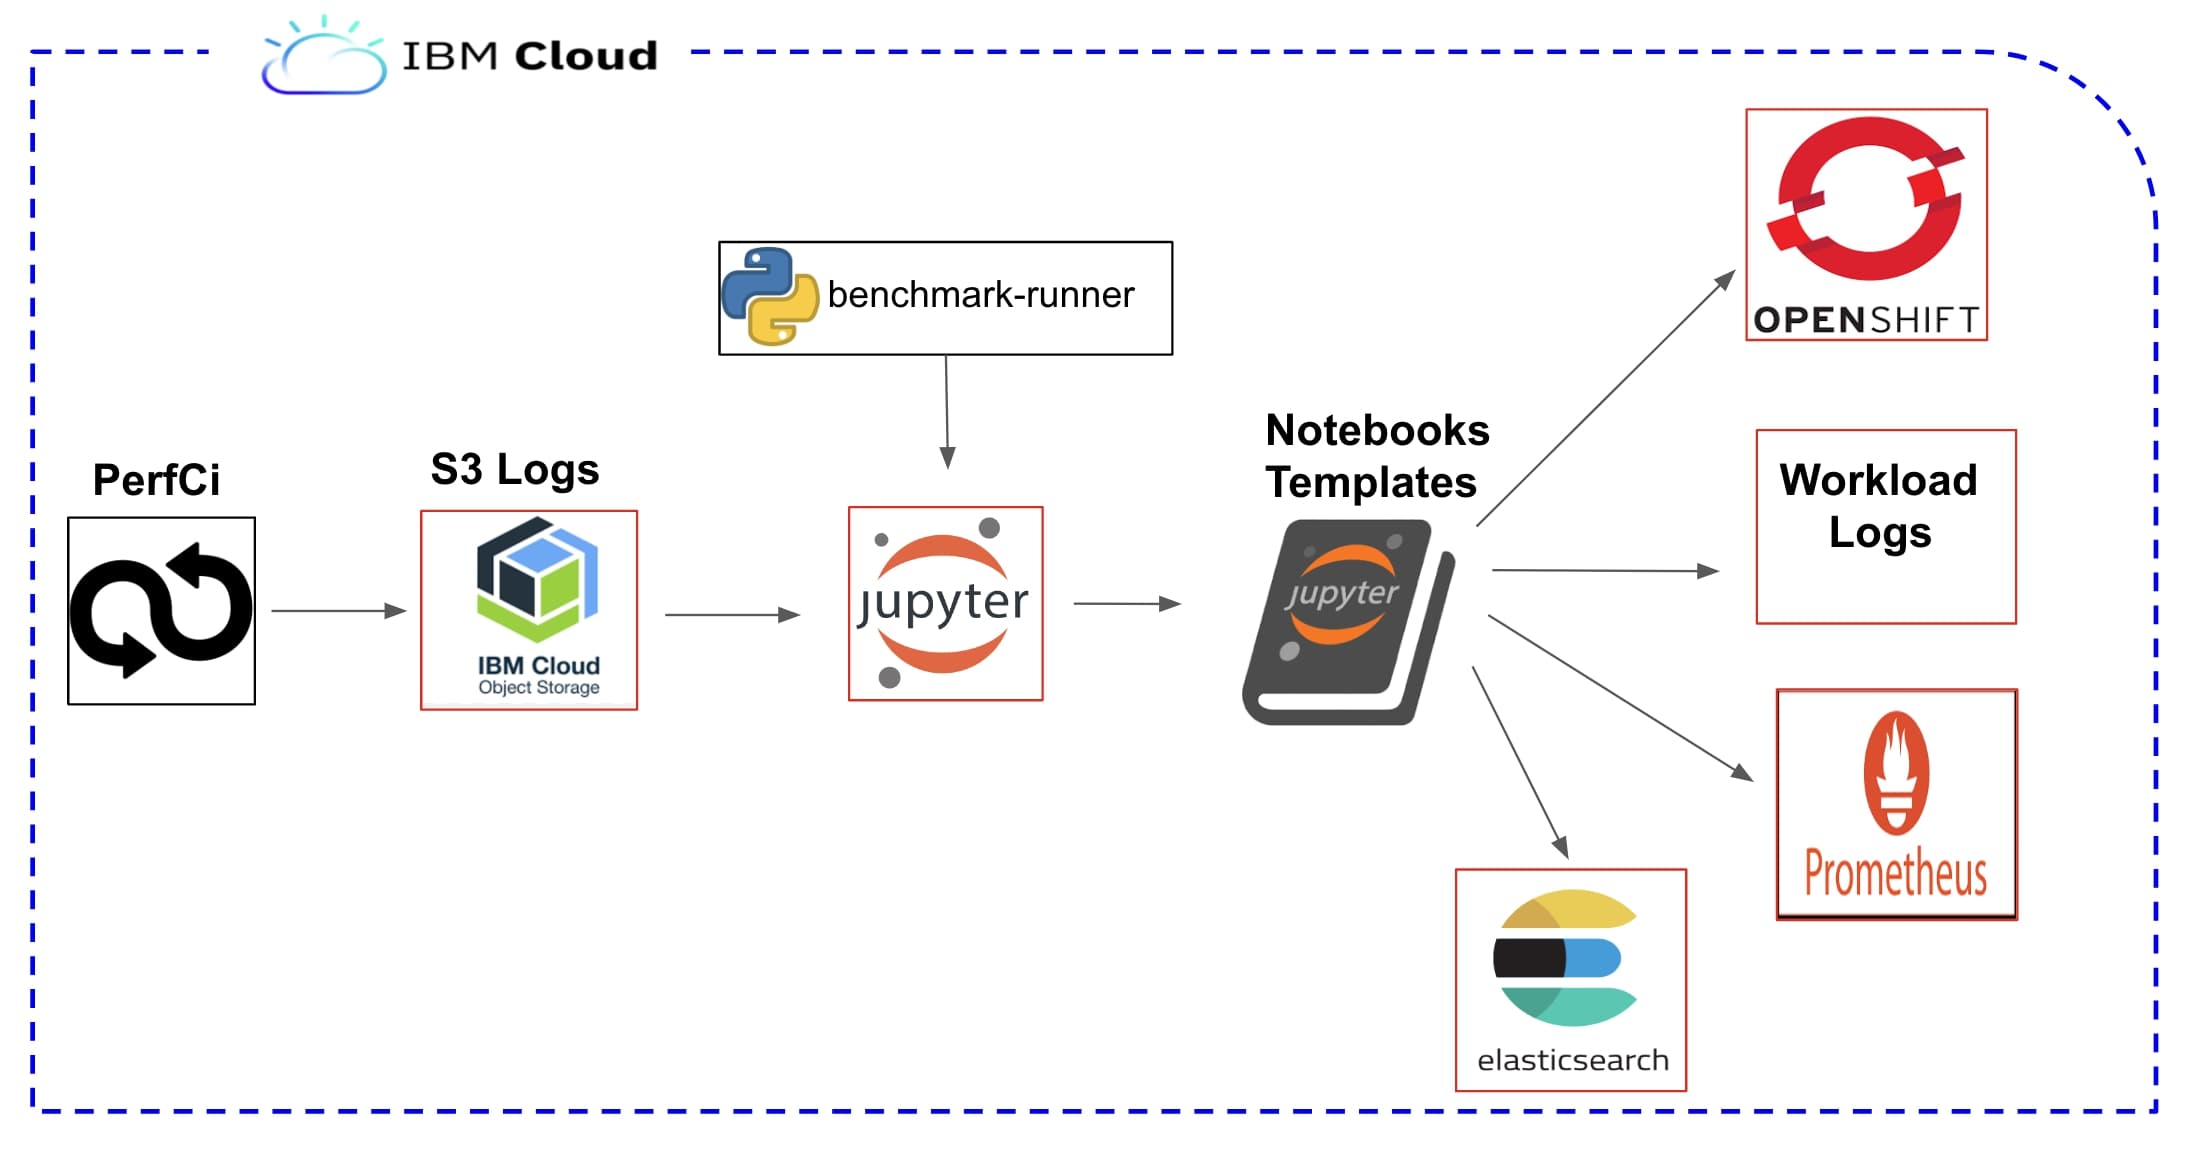 IBM Cloud
OPENSHIFT
benchmark-runner
Notebooks
Templates
PerfCi
S3 Logs
IBM Cloud
Object Storage
jupyter
jupyter
Workload
Logs
Prometheus
elasticsearch